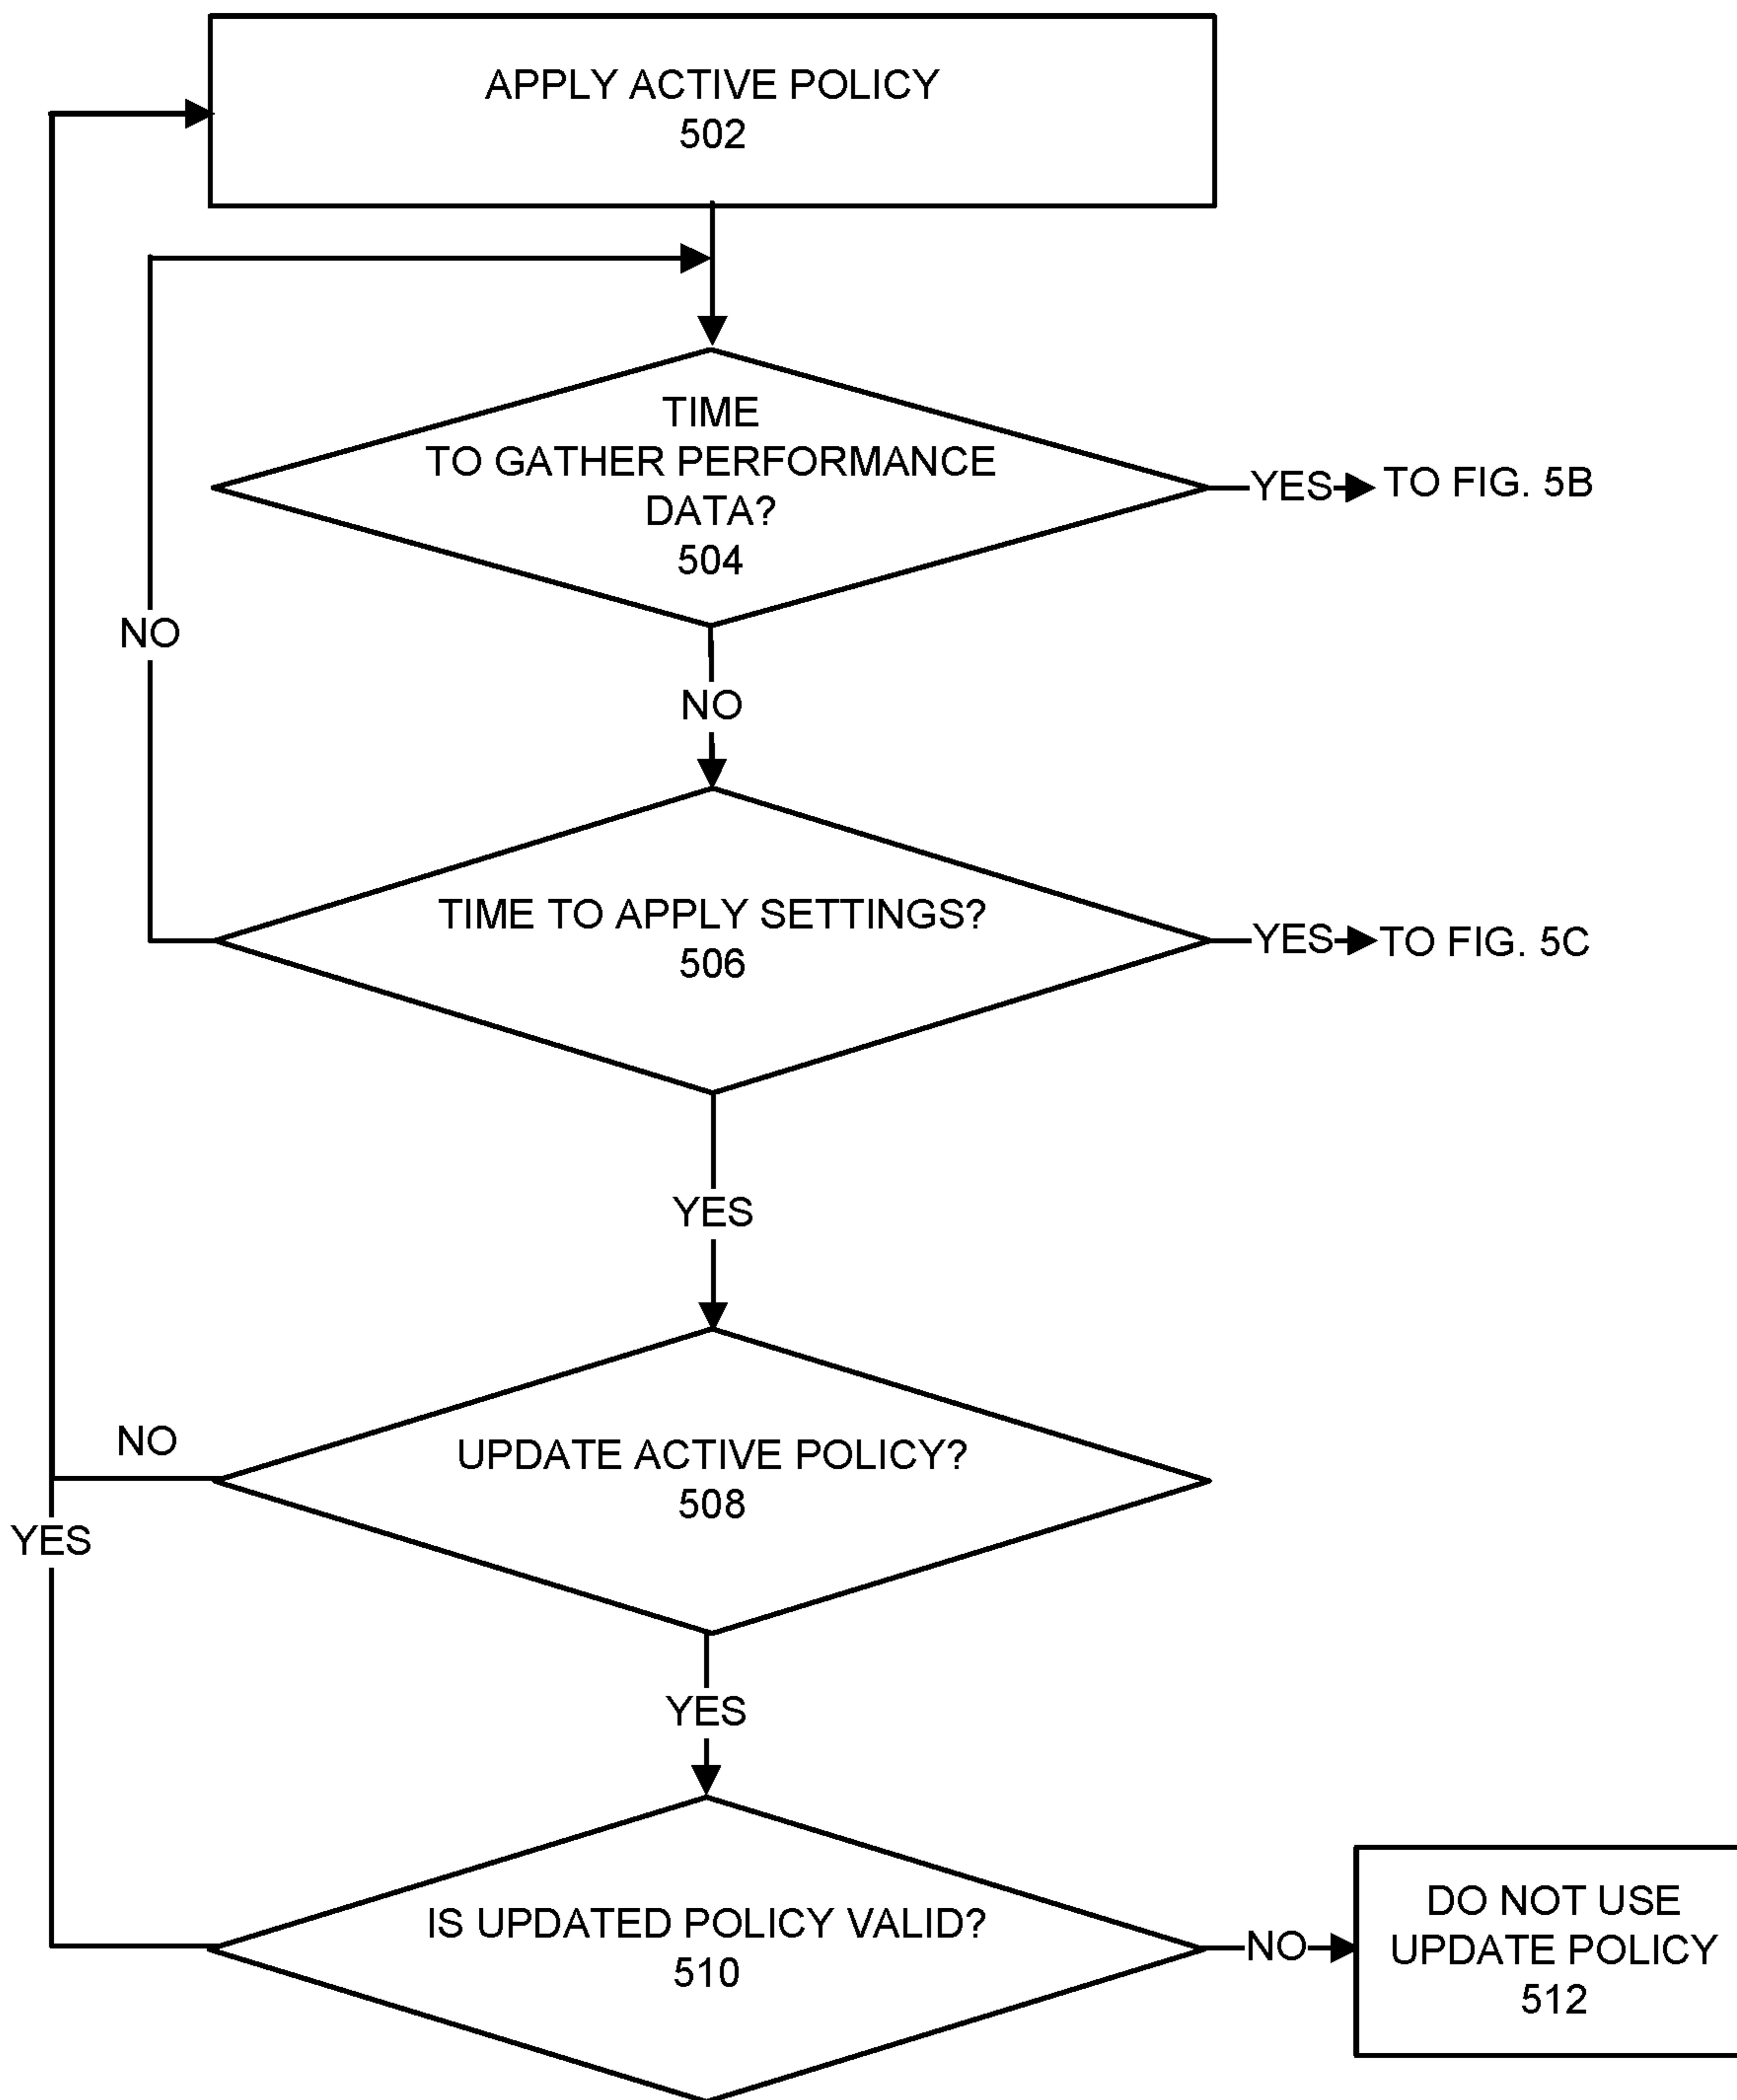 APPLY ACTIVE POLICY
502
TIME
TO GATHER PERFORMANCE
DATA?
504
YES
TO FIG. 5B
NO
NO
TIME TO APPLY SETTINGS?
506
YES
TO FIG. 5C
YES
NO
UPDATE ACTIVE POLICY?
508
YES
YES
IS UPDATED POLICY VALID?
510
NO
DO NOT USE
UPDATE POLICY
512